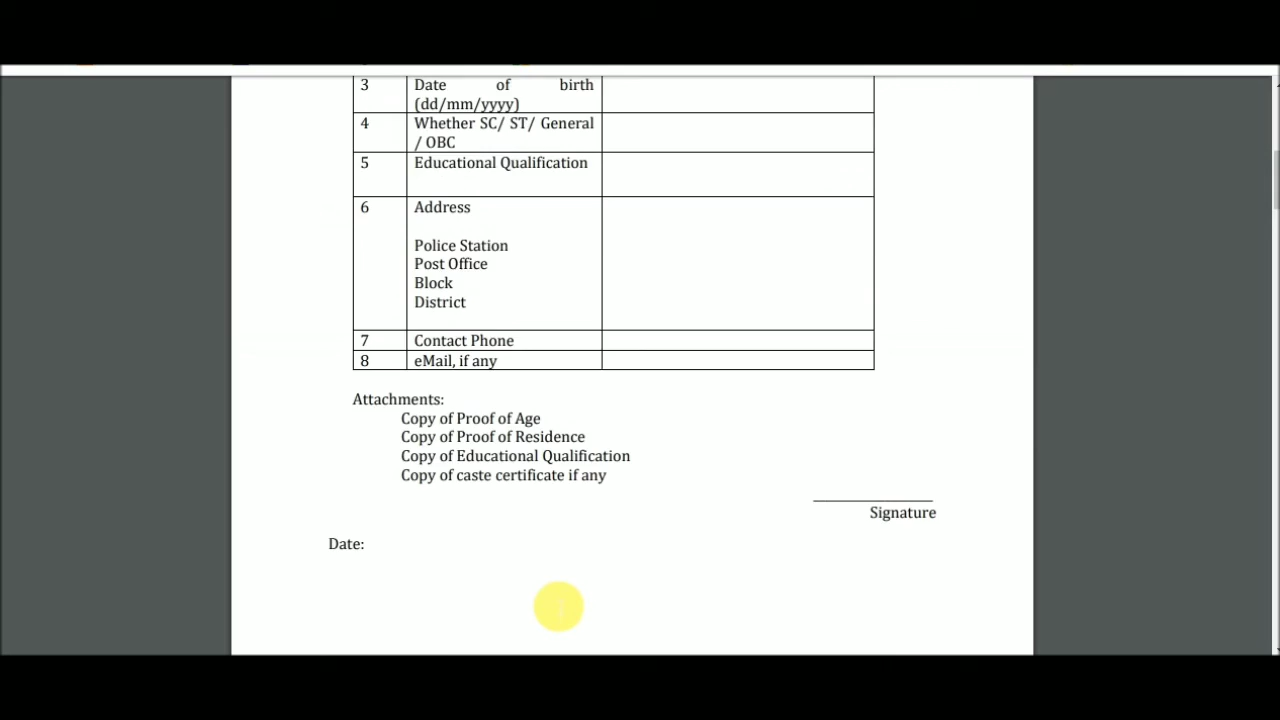 3 Date of birth
(dd/mm/yyyy)
4 Whether SC/ ST/ General
/ OBC
5 Educational Qualification
6 Address
Police Station
Post Office
Block
District
7 Contact Phone
8 eMail, if any
Attachments:
Copy of Proof of Age
Copy of Proof of Residence
Copy of Educational Qualification
Copy of caste certificate if any
Signature
Date: